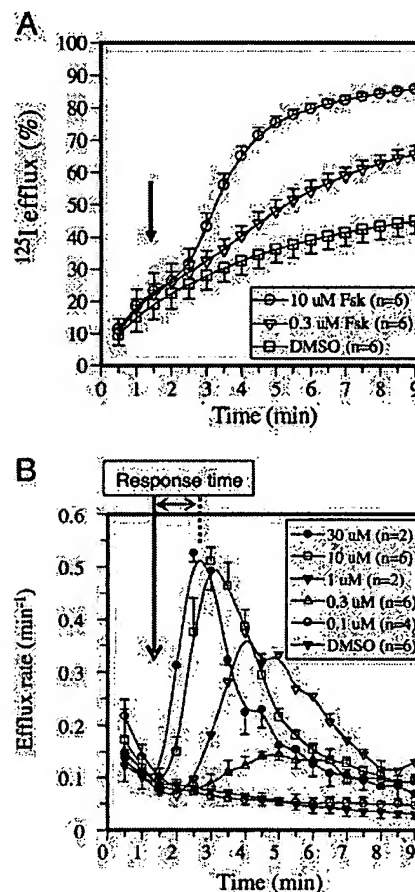 A
100
90
80
70
60
50
40
30
20
10
0
¹²⁵I efflux (%)
10 uM Fsk (n=6)
0.3 uM Fsk (n=6)
DMSO (n=6)
0 1 2 3 4 5 6 7 8 9
Time (min)
B
Response time
0.6
0.5
0.4
0.3
0.2
0.1
0
Efflux rate (min⁻¹)
30 uM (n=2)
10 uM (n=6)
1 uM (n=2)
0.3 uM (n=6)
0.1 uM (n=4)
DMSO (n=6)
0 1 2 3 4 5 6 7 8 9
Time (min)